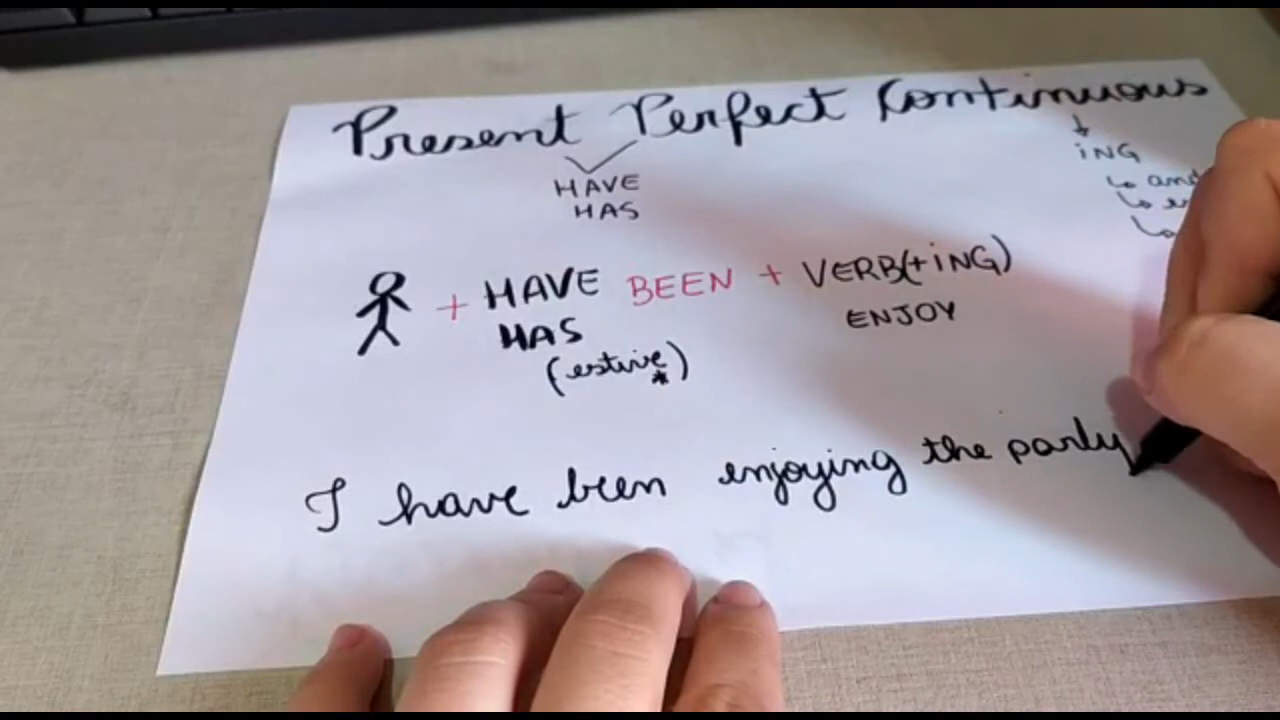 Present Perfect Continuous
HAVE
HAS
ING
+ HAVE BEEN + VERB(+ING)
HAS
ENJOY
(estive*)
I have been enjoying the party